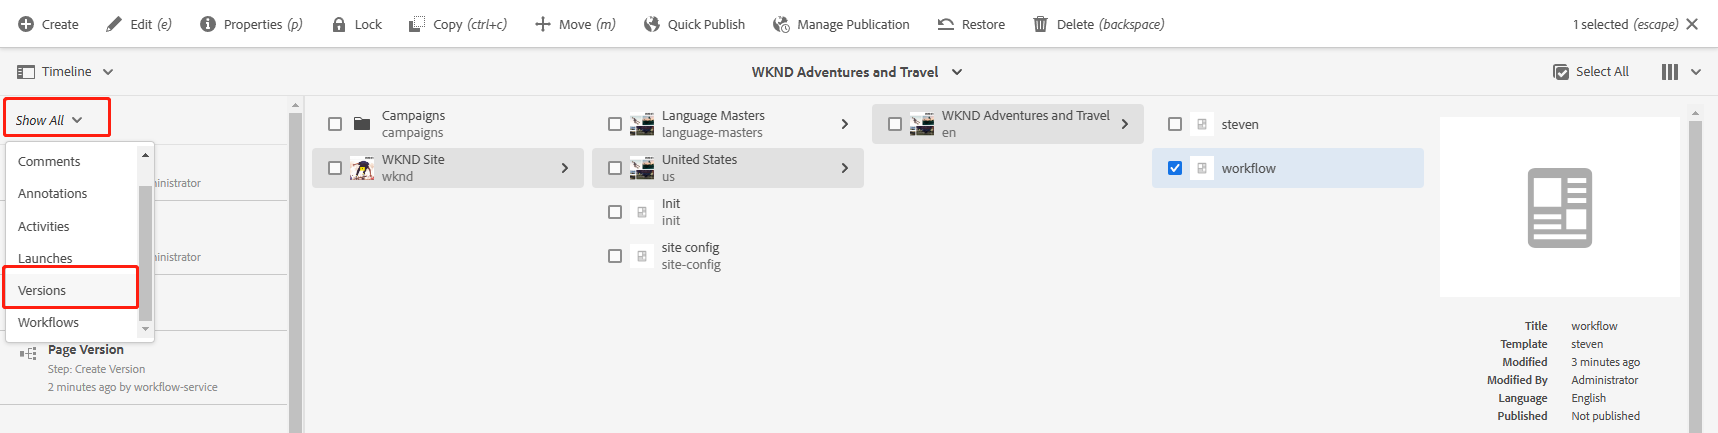 Create
Edit (e)
Properties (p)
Lock
Copy (ctrl+c)
Move (m)
Quick Publish
Manage Publication
Restore
Delete (backspace)
1 selected (escape)
Timeline
WKND Adventures and Travel
Select All
Show All
Comments
Annotations
Activities
Launches
Versions
Workflows
ninistrator
ninistrator
Page Version
Step: Create Version
2 minutes ago by workflow-service
Campaigns
campaigns
WKND Site
wknd
Language Masters
language-masters
United States
us
Init
init
site config
site-config
WKND Adventures and Travel
en
steven
workflow
Title workflow
Template steven
Modified 3 minutes ago
Modified By Administrator
Language English
Published Not published